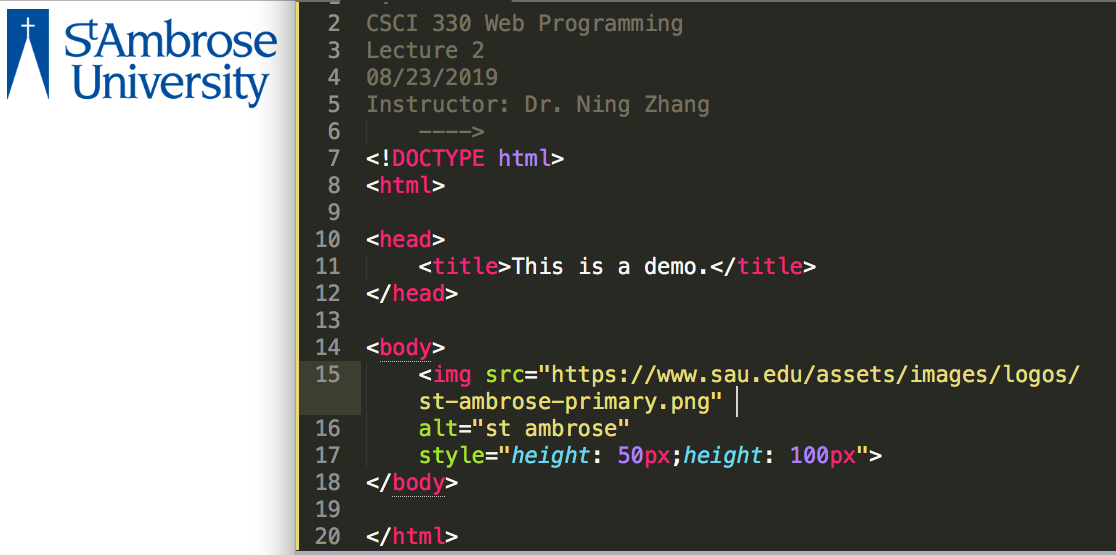 St Ambrose
University
2 CSCI 330 Web Programming
3 Lecture 2
4 08/23/2019
5 Instructor: Dr. Ning Zhang
6 ---->
7 <!DOCTYPE html>
8 <html>
9
10 <head>
11 <title>This is a demo.</title>
12 </head>
13
14 <body>
15 <img src="https://www.sau.edu/assets/images/logos/
st-ambrose-primary.png"
16 alt="st ambrose"
17 style="height: 50px;height: 100px">
18 </body>
19
20 </html>